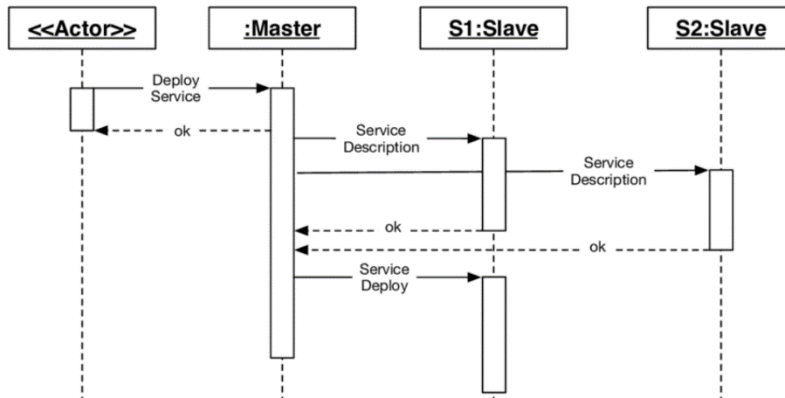 <<Actor>>
:Master
S1:Slave
S2:Slave
Deploy
Service
ok
Service
Description
Service
Description
ok
ok
Service
Deploy